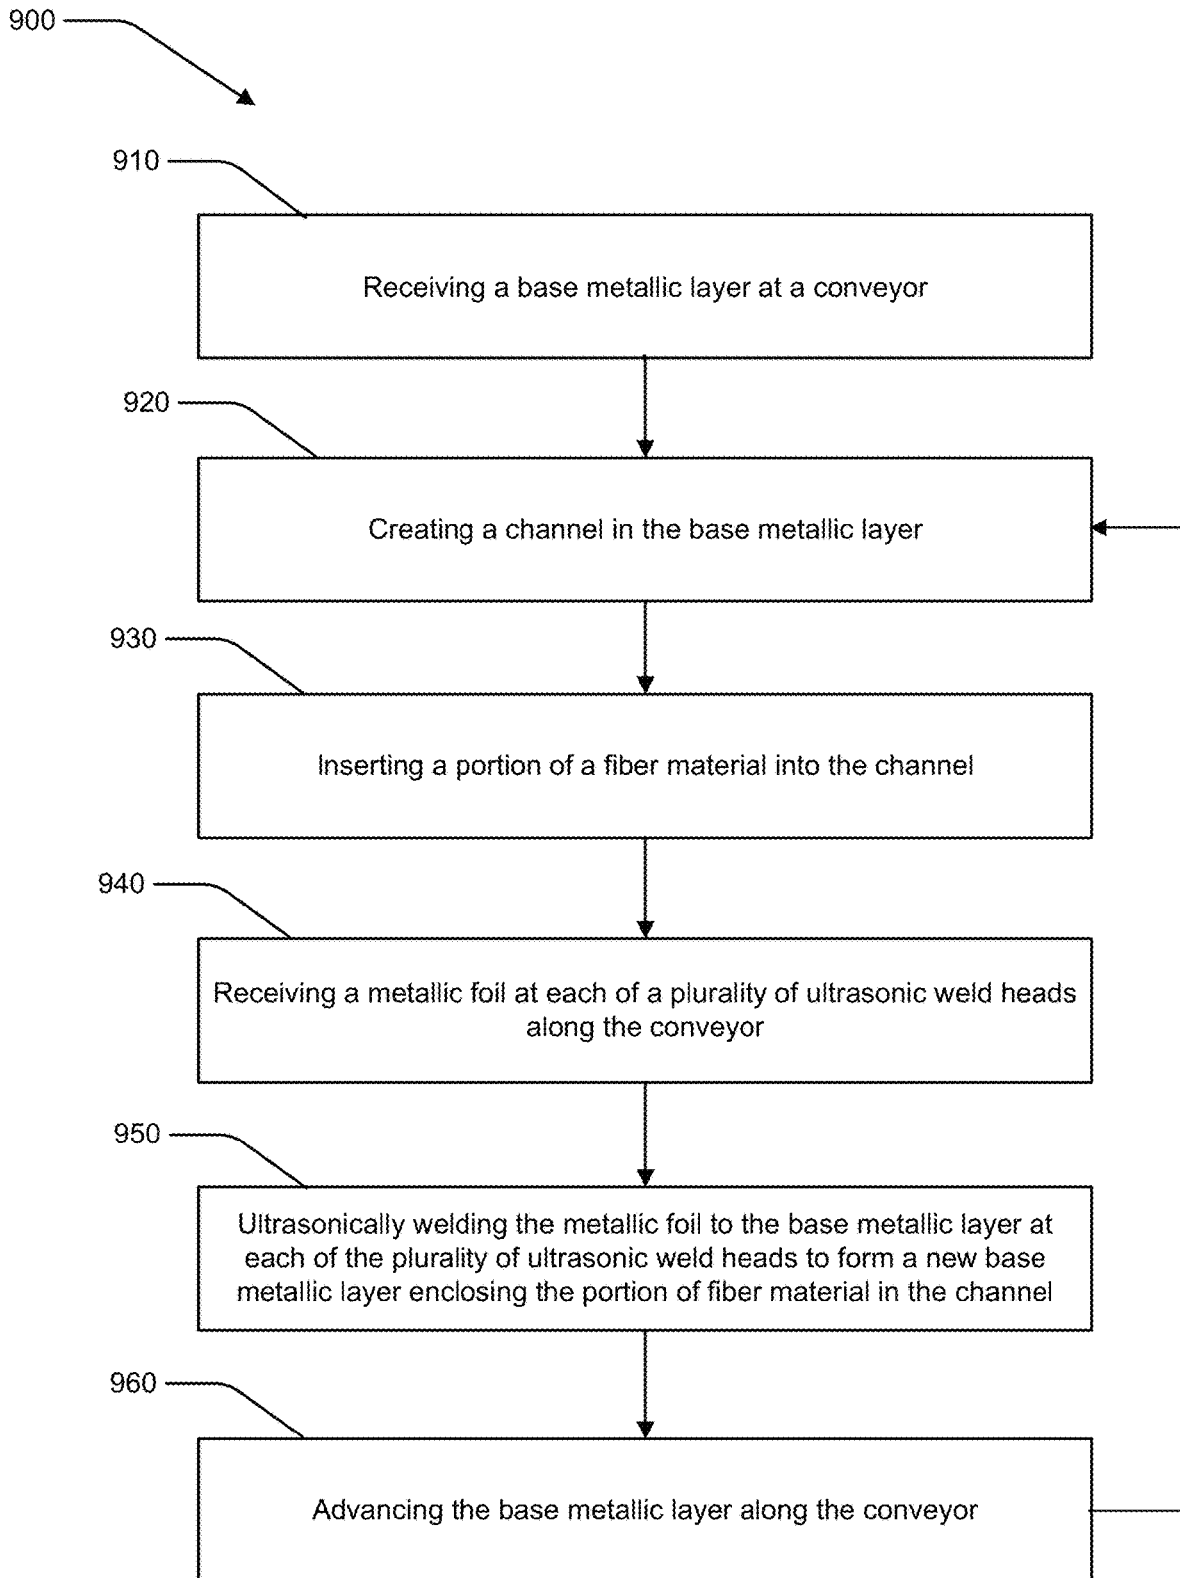 900
910
Receiving a base metallic layer at a conveyor
920
Creating a channel in the base metallic layer
930
Inserting a portion of a fiber material into the channel
940
Receiving a metallic foil at each of a plurality of ultrasonic weld heads
along the conveyor
950
Ultrasonically welding the metallic foil to the base metallic layer at
each of the plurality of ultrasonic weld heads to form a new base
metallic layer enclosing the portion of fiber material in the channel
960
Advancing the base metallic layer along the conveyor